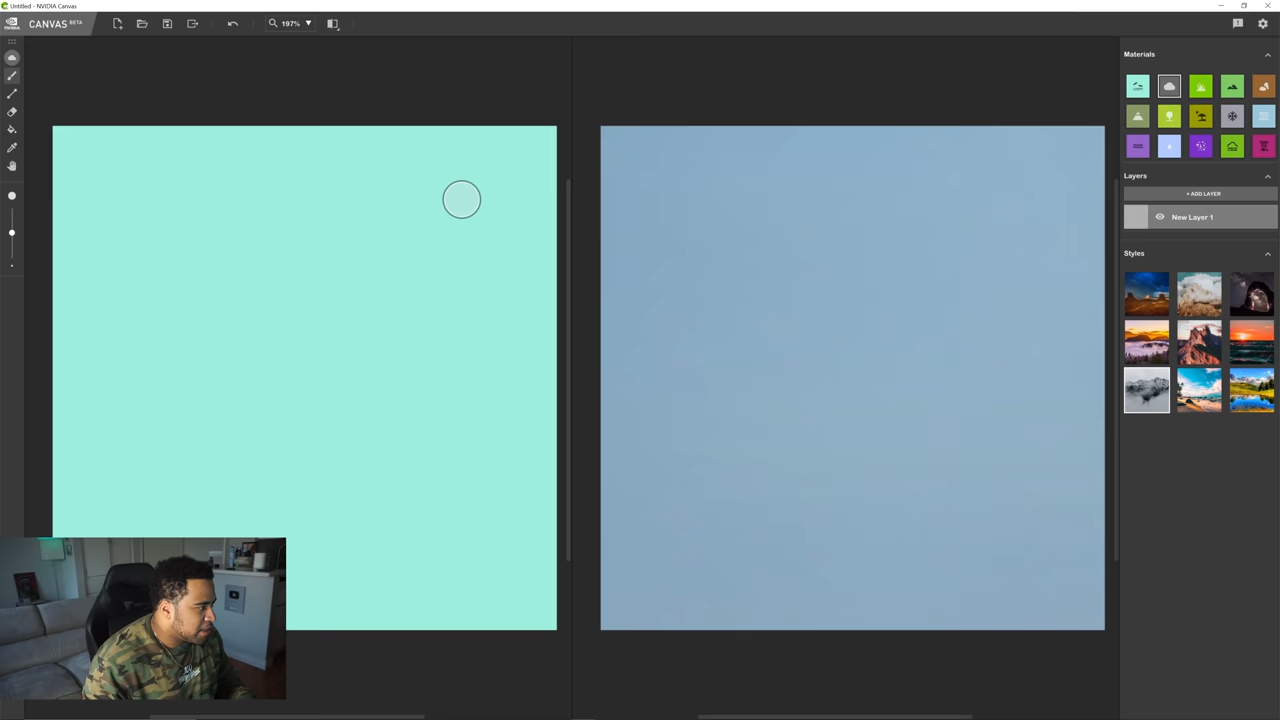 Untitled - NVIDIA Canvas
CANVAS BETA
197%
Materials
Layers
+ ADD LAYER
New Layer 1
Styles